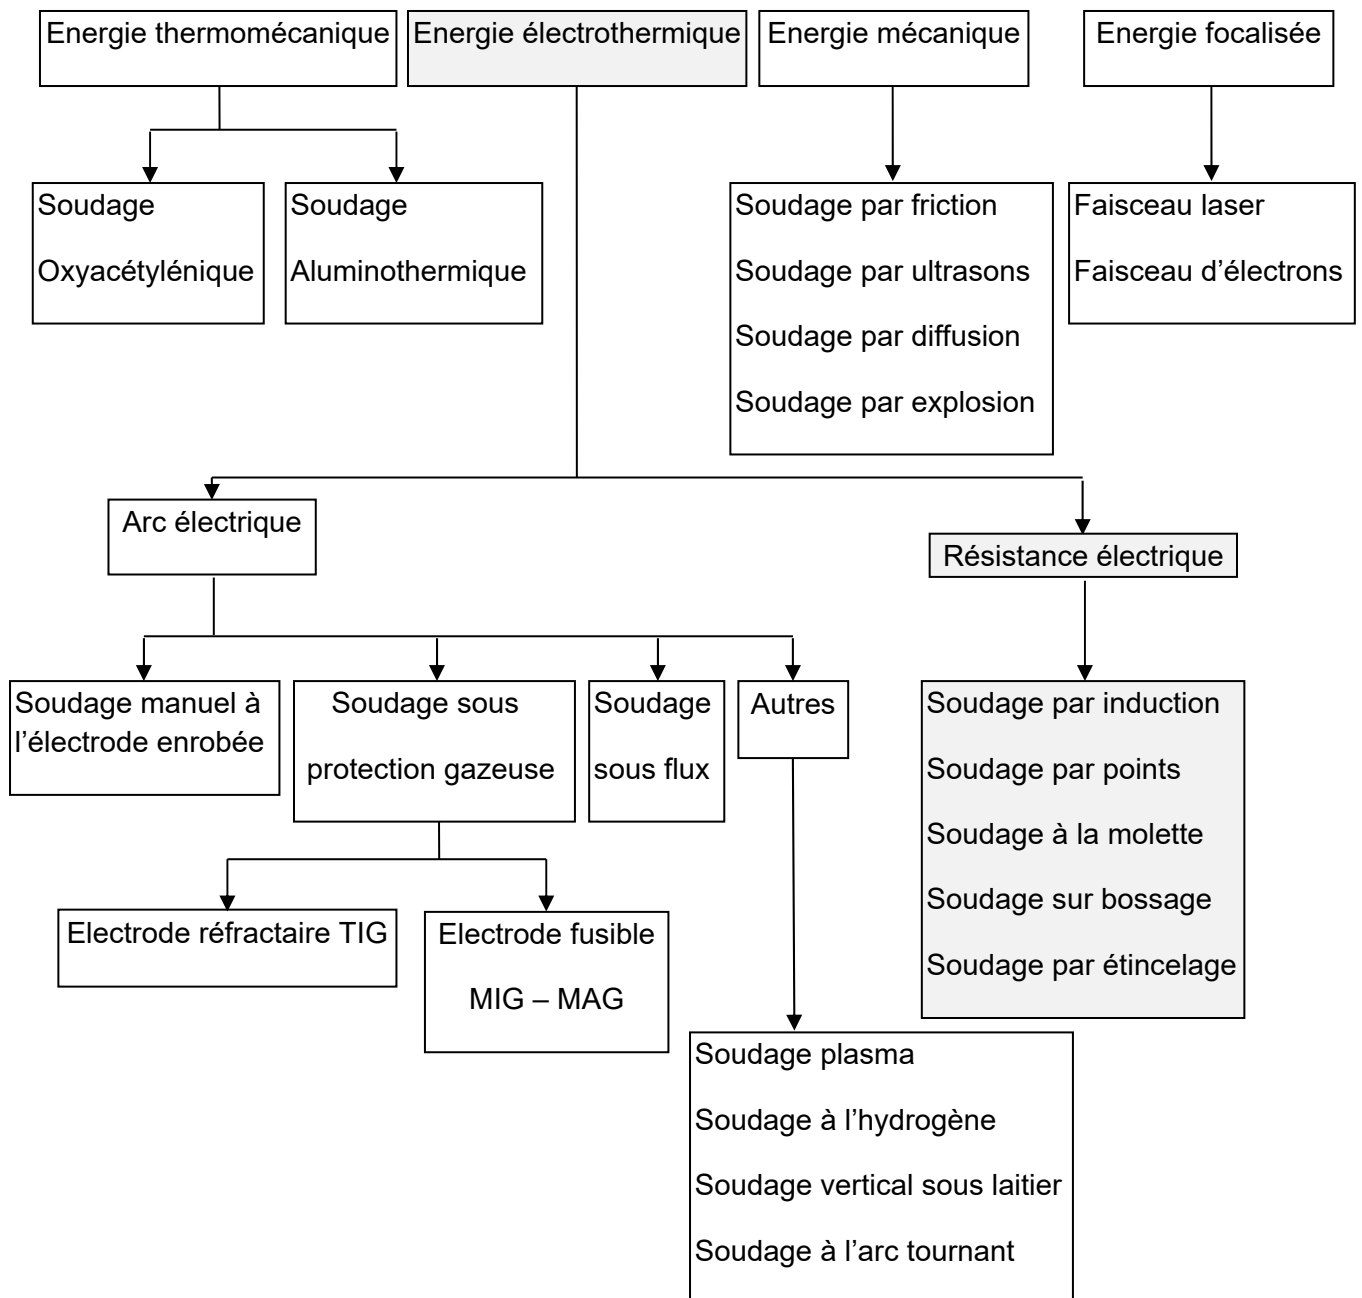 Energie thermomécanique
Energie électrothermique
Energie mécanique
Energie focalisée
Soudage
Oxyacétylénique
Soudage
Aluminothermique
Soudage par friction
Soudage par ultrasons
Soudage par diffusion
Soudage par explosion
Faisceau laser
Faisceau d’électrons
Arc électrique
Résistance électrique
Soudage manuel à
l’électrode enrobée
Soudage sous
protection gazeuse
Soudage
sous flux
Autres
Soudage par induction
Soudage par points
Soudage à la molette
Soudage sur bossage
Soudage par étincelage
Electrode réfractaire TIG
Electrode fusible
MIG – MAG
Soudage plasma
Soudage à l’hydrogène
Soudage vertical sous laitier
Soudage à l’arc tournant